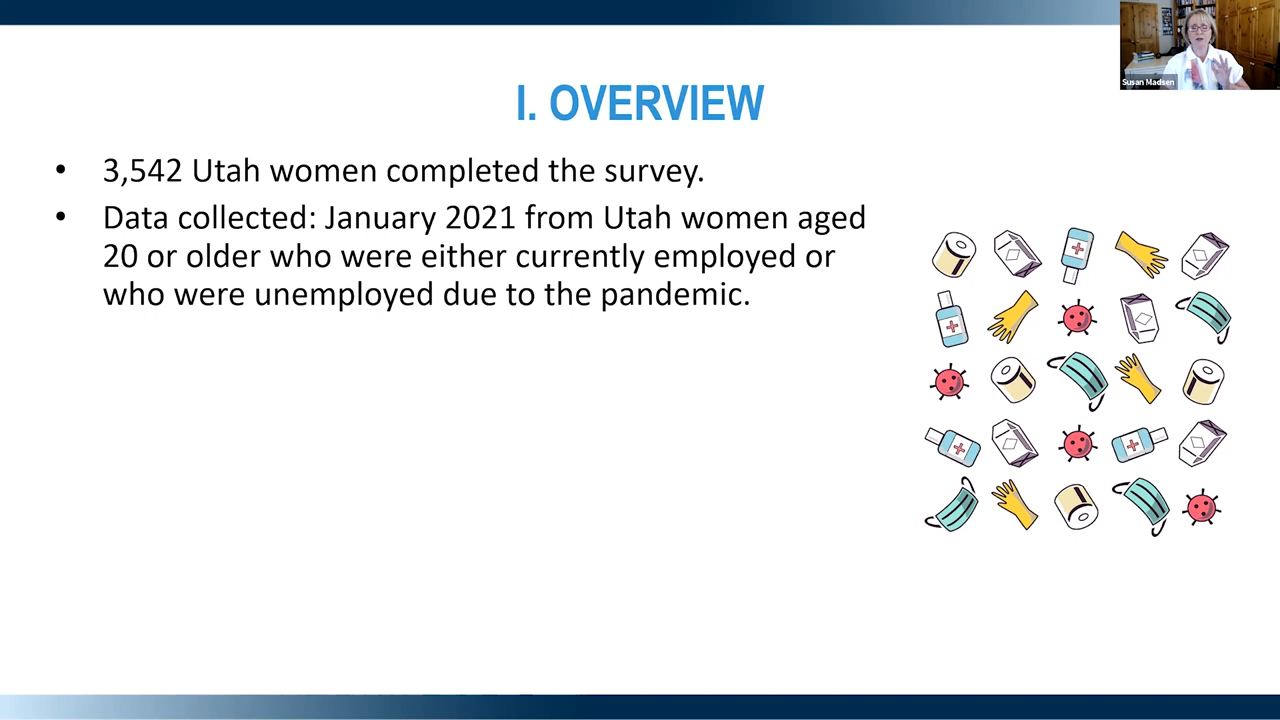 Susan Madsen
I. OVERVIEW
• 3,542 Utah women completed the survey.
• Data collected: January 2021 from Utah women aged
20 or older who were either currently employed or
who were unemployed due to the pandemic.